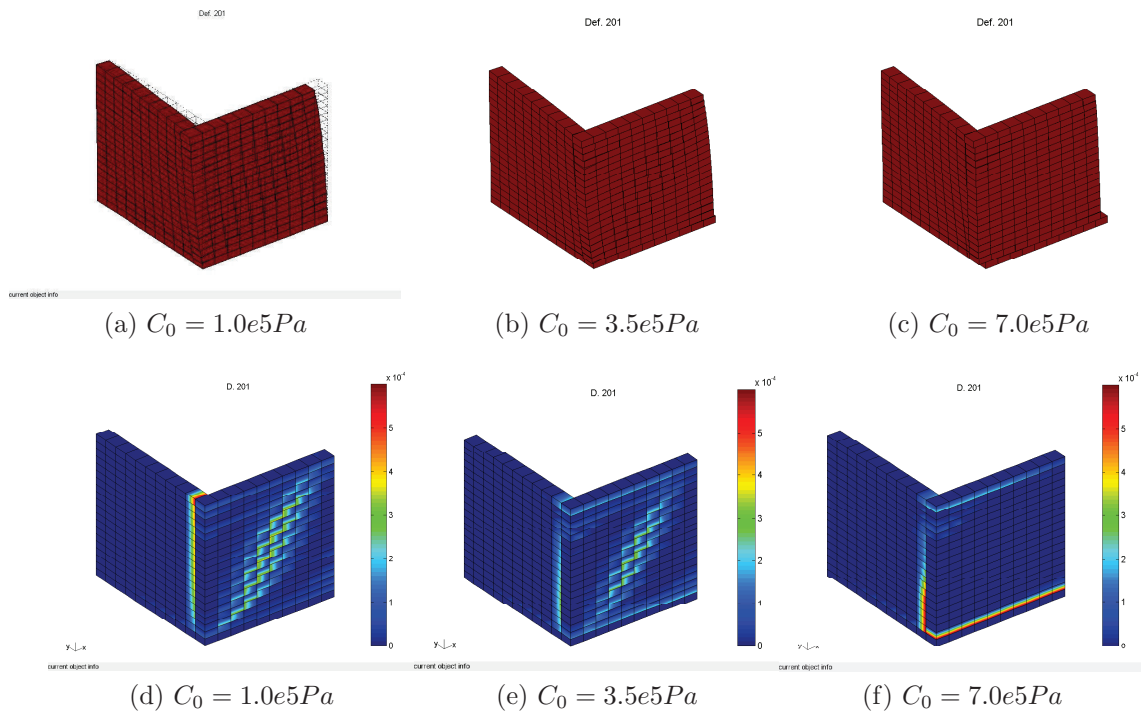 Def. 201
Def. 201
Def. 201
current object info
(a) C₀ = 1.0e5Pa
(b) C₀ = 3.5e5Pa
(c) C₀ = 7.0e5Pa
D. 201
x 10⁻⁴
5
4
3
2
1
0
y x
current object info
D. 201
x 10⁻⁴
5
4
3
2
1
0
y x
current object info
D. 201
x 10⁻⁴
5
4
3
2
1
0
y x
current object info
(d) C₀ = 1.0e5Pa
(e) C₀ = 3.5e5Pa
(f) C₀ = 7.0e5Pa